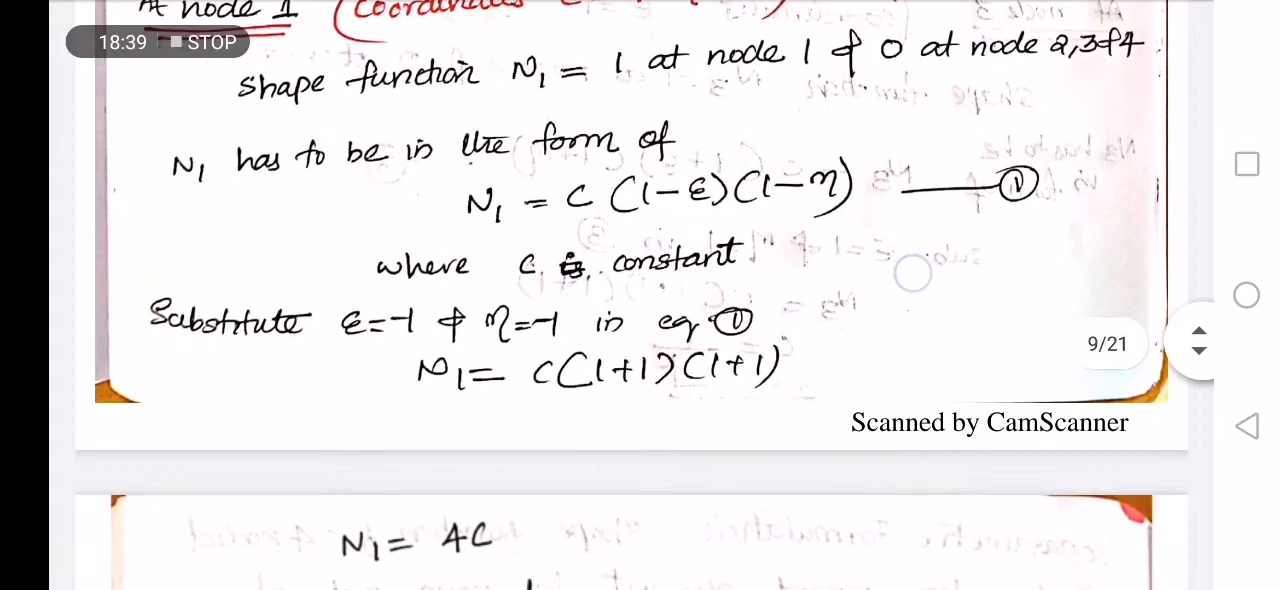 At node 1
18:39 STOP
shape function N₁ = 1 at node 1 & 0 at node 2,3&4
N₁ has to be in the form of
N₁ = C (1-ε)(1-η) ——— ①
where C is constant
Substitute ε=-1 & η=-1 in eq ①
N₁ = C(1+1)(1+1)
9/21
Scanned by CamScanner
N₁ = 4C